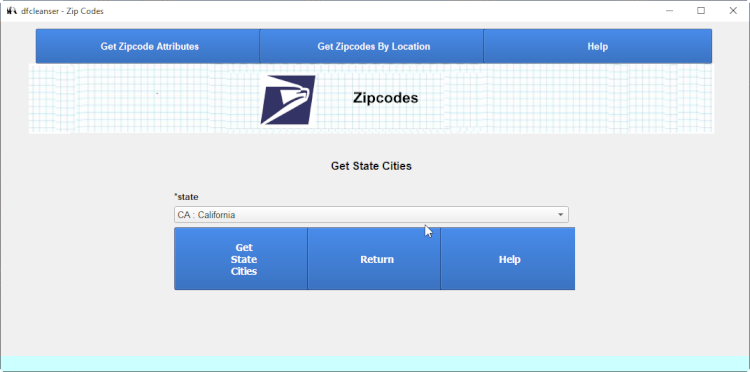 dfcleanser - Zip Codes
Get Zipcode Attributes
Get Zipcodes By Location
Help
Zipcodes
Get State Cities
*state
CA : California
Get
State
Cities
Return
Help